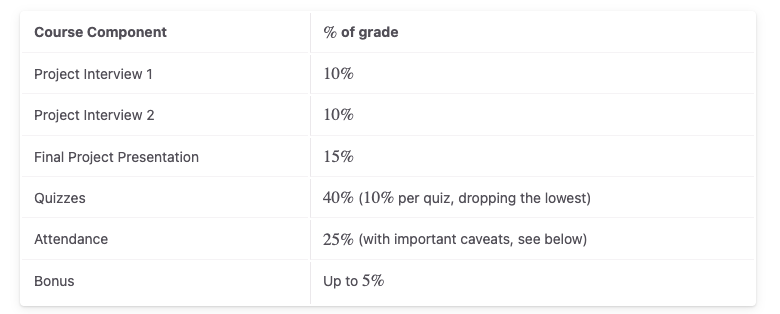 Course Component % of grade
Project Interview 1 10%
Project Interview 2 10%
Final Project Presentation 15%
Quizzes 40% (10% per quiz, dropping the lowest)
Attendance 25% (with important caveats, see below)
Bonus Up to 5%